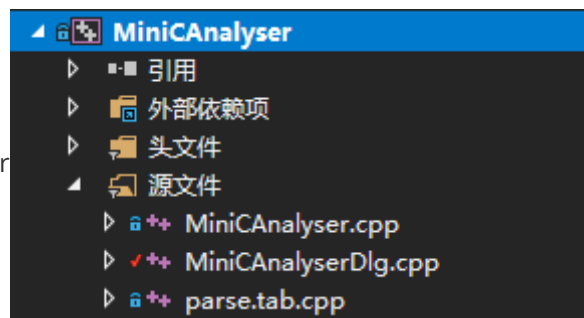 MiniCAnalyser
引用
外部依赖项
头文件
r
源文件
MiniCAnalyser.cpp
MiniCAnalyserDlg.cpp
parse.tab.cpp